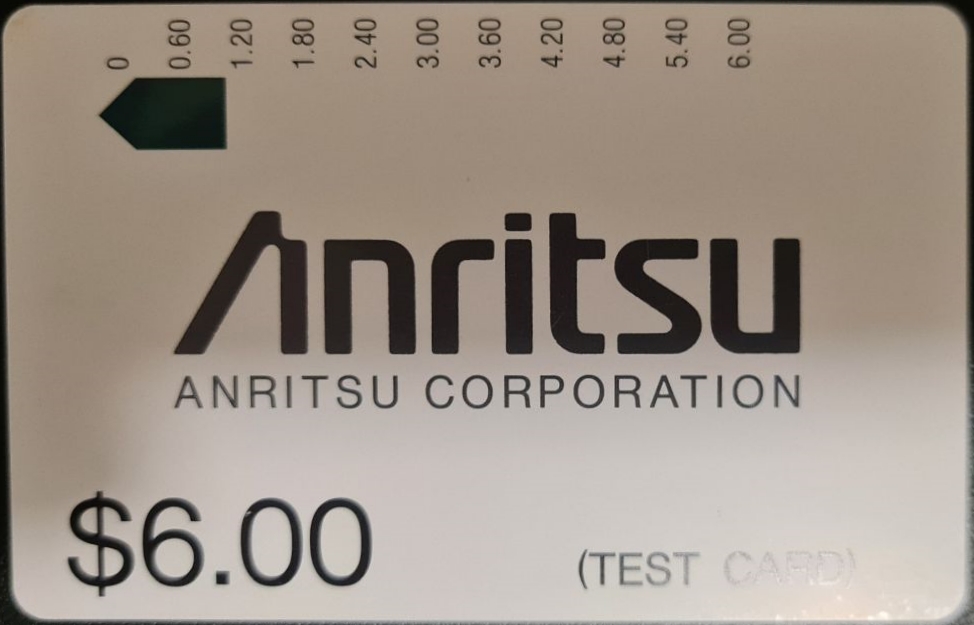 0 0.60 1.20 1.80 2.40 3.00 3.60 4.20 4.80 5.40 6.00
Anritsu
ANRITSU CORPORATION
$6.00
(TEST CARD)